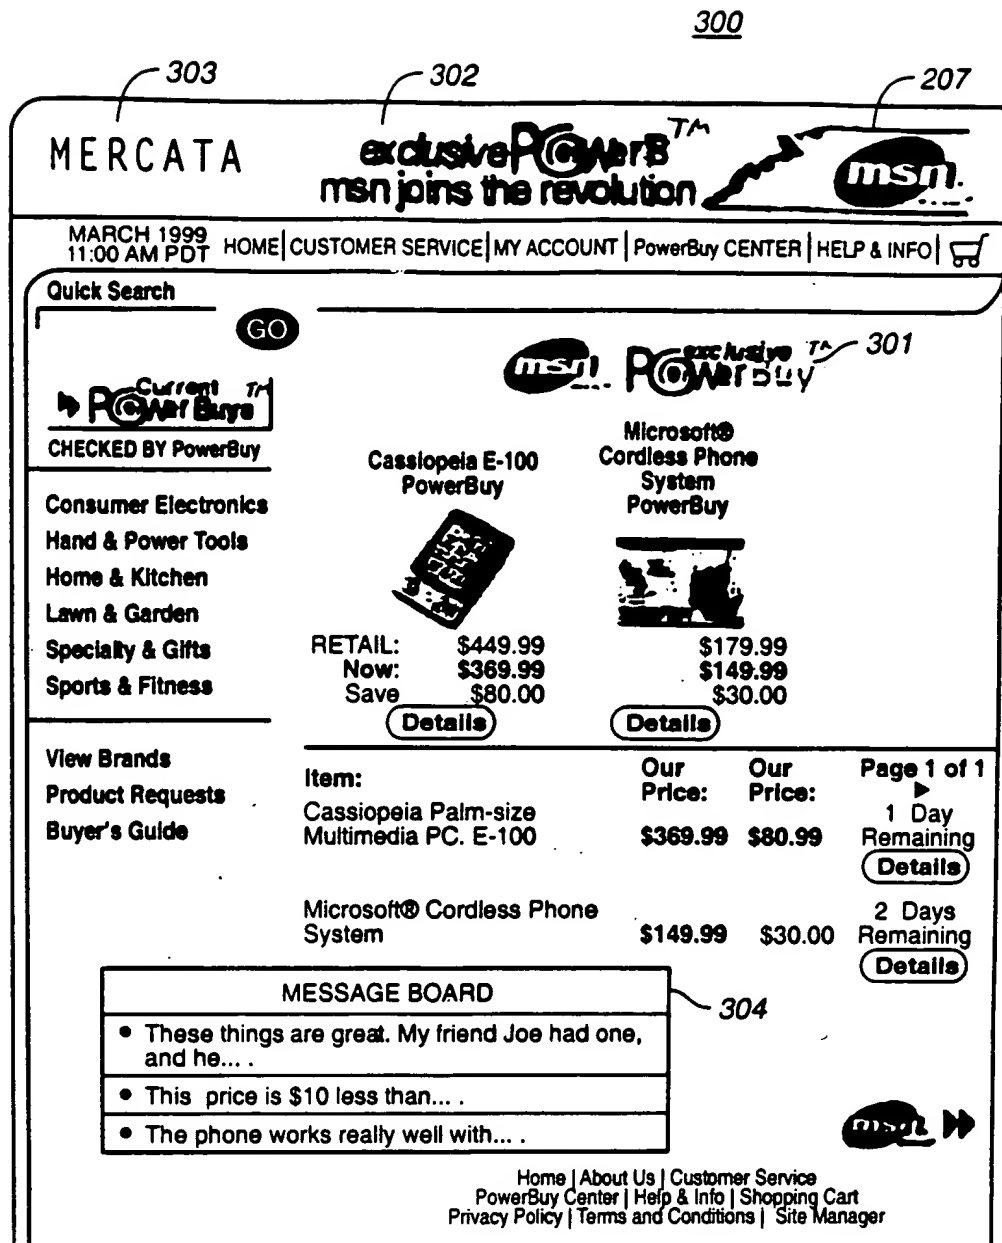 300
303
302
207
MERCATA
exclusive PowerB TM
msn joins the revolution
msn.
MARCH 1999
11:00 AM PDT
HOME | CUSTOMER SERVICE | MY ACCOUNT | PowerBuy CENTER | HELP & INFO |
Quick Search
GO
msn.
exclusive TM
PowerBuy
301
Current TM
Power Buys
CHECKED BY PowerBuy
Consumer Electronics
Hand & Power Tools
Home & Kitchen
Lawn & Garden
Specialty & Gifts
Sports & Fitness
View Brands
Product Requests
Buyer's Guide
Cassiopeia E-100
PowerBuy
Microsoft®
Cordless Phone
System
PowerBuy
RETAIL: $449.99 $179.99
Now: $369.99 $149.99
Save $80.00 $30.00
Details Details
Item: Our Price: Our Price: Page 1 of 1
Cassiopeia Palm-size
Multimedia PC. E-100 $369.99 $80.99 1 Day Remaining
Details
Microsoft® Cordless Phone
System $149.99 $30.00 2 Days Remaining
Details
MESSAGE BOARD
304
• These things are great. My friend Joe had one,
and he... .
• This price is $10 less than... .
• The phone works really well with... .
msn
Home | About Us | Customer Service
PowerBuy Center | Help & Info | Shopping Cart
Privacy Policy | Terms and Conditions | Site Manager